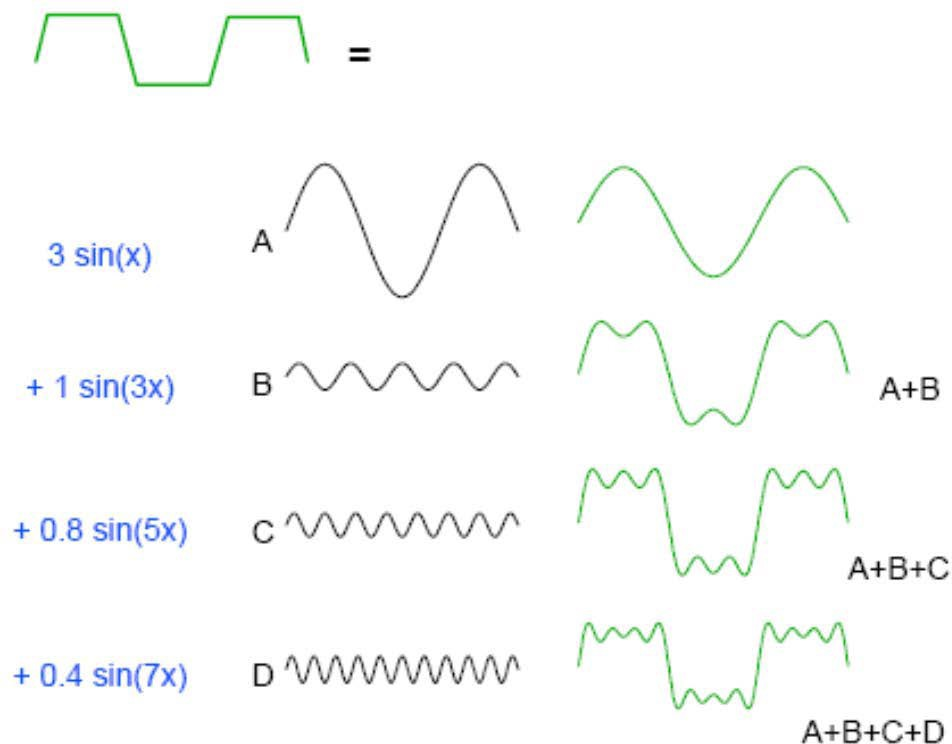 =
3 sin(x)
A
+ 1 sin(3x)
B
A+B
+ 0.8 sin(5x)
C
A+B+C
+ 0.4 sin(7x)
D
A+B+C+D